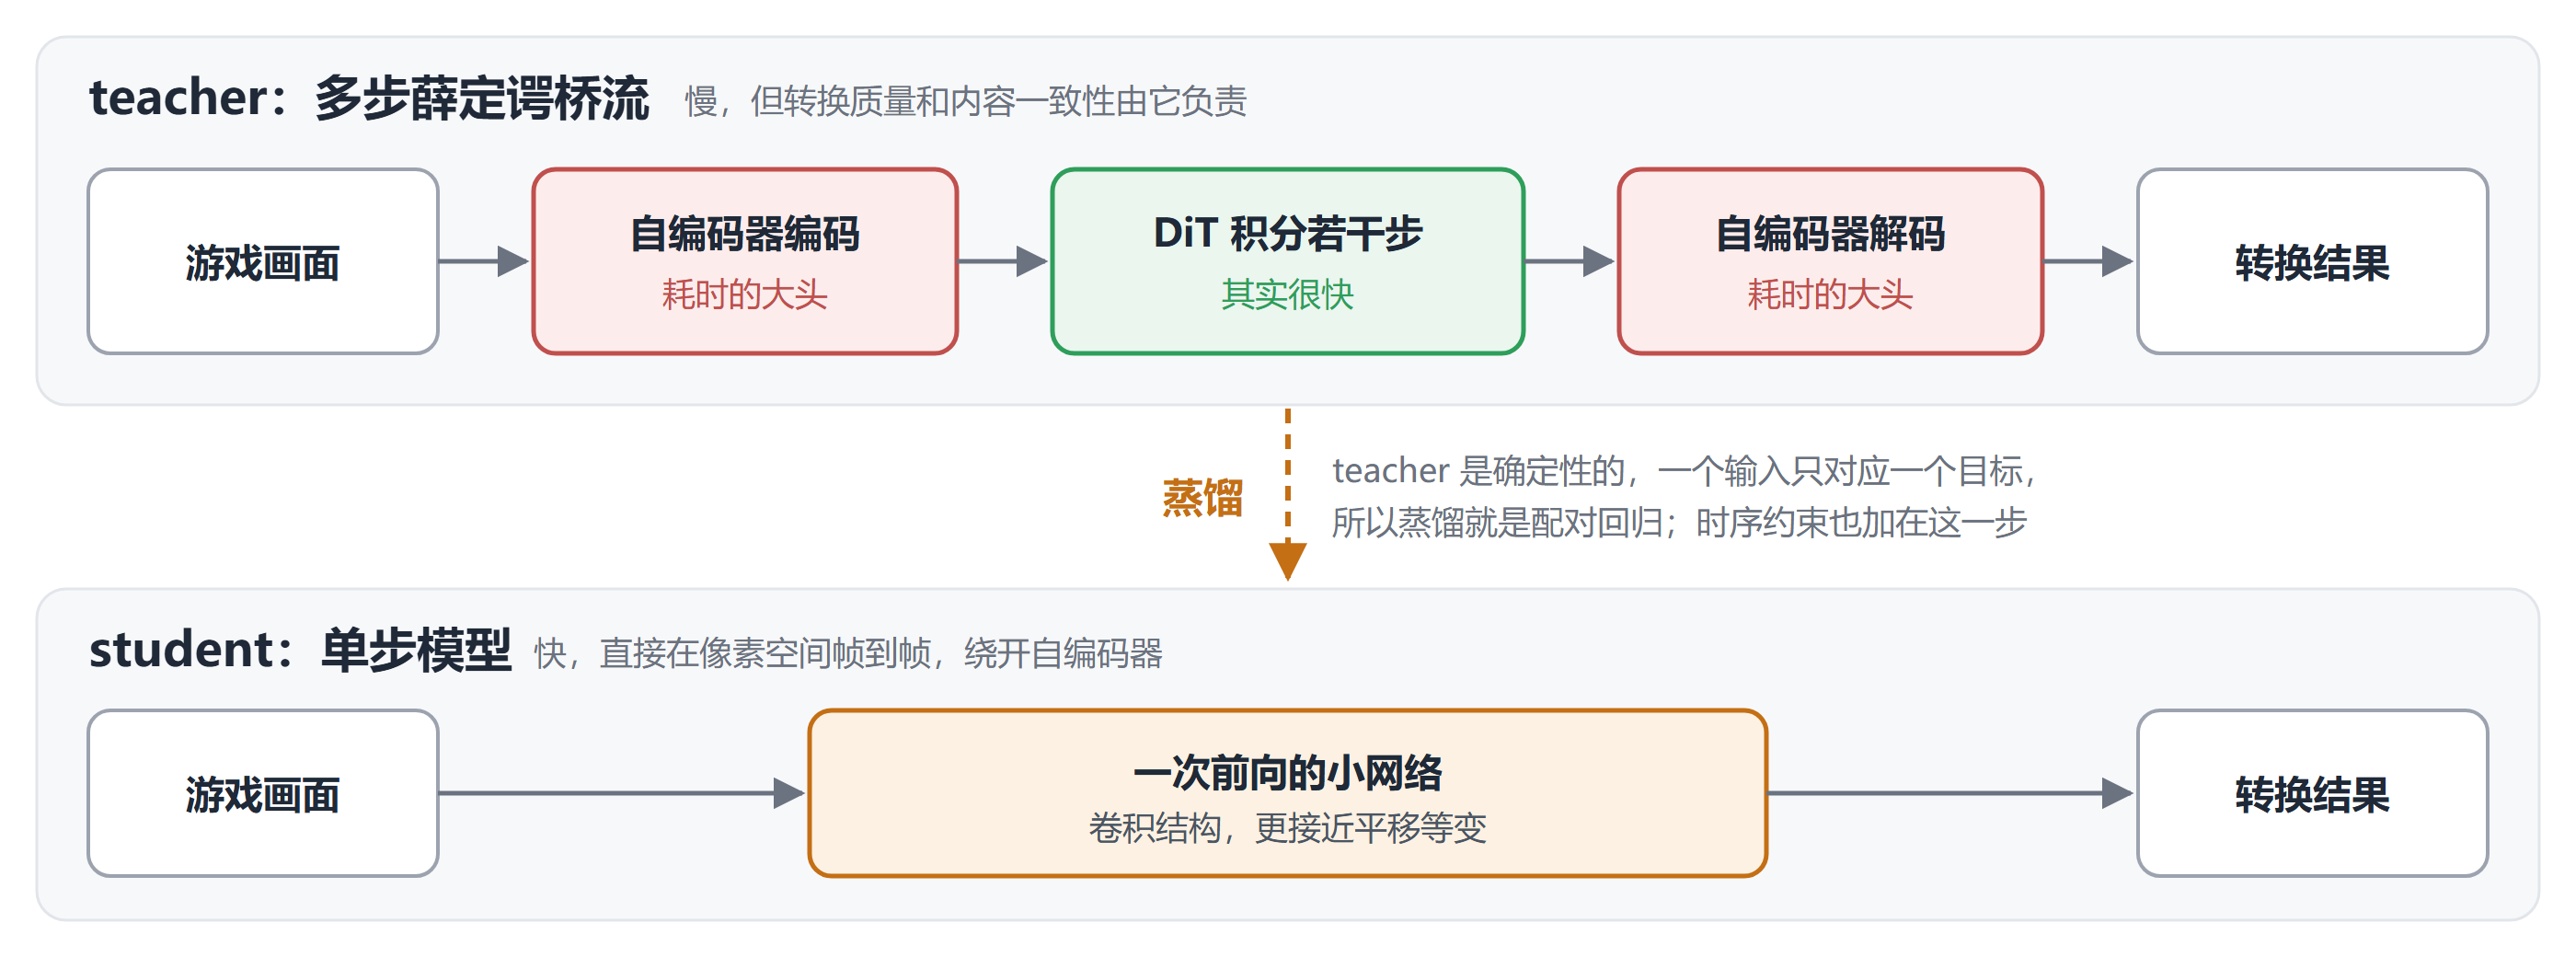 teacher：多步薛定谔桥流 慢，但转换质量和内容一致性由它负责
游戏画面
自编码器编码
耗时的大头
DiT 积分若干步
其实很快
自编码器解码
耗时的大头
转换结果
蒸馏
teacher 是确定性的，一个输入只对应一个目标，
所以蒸馏就是配对回归；时序约束也加在这一步
student：单步模型 快，直接在像素空间帧到帧，绕开自编码器
游戏画面
一次前向的小网络
卷积结构，更接近平移等变
转换结果